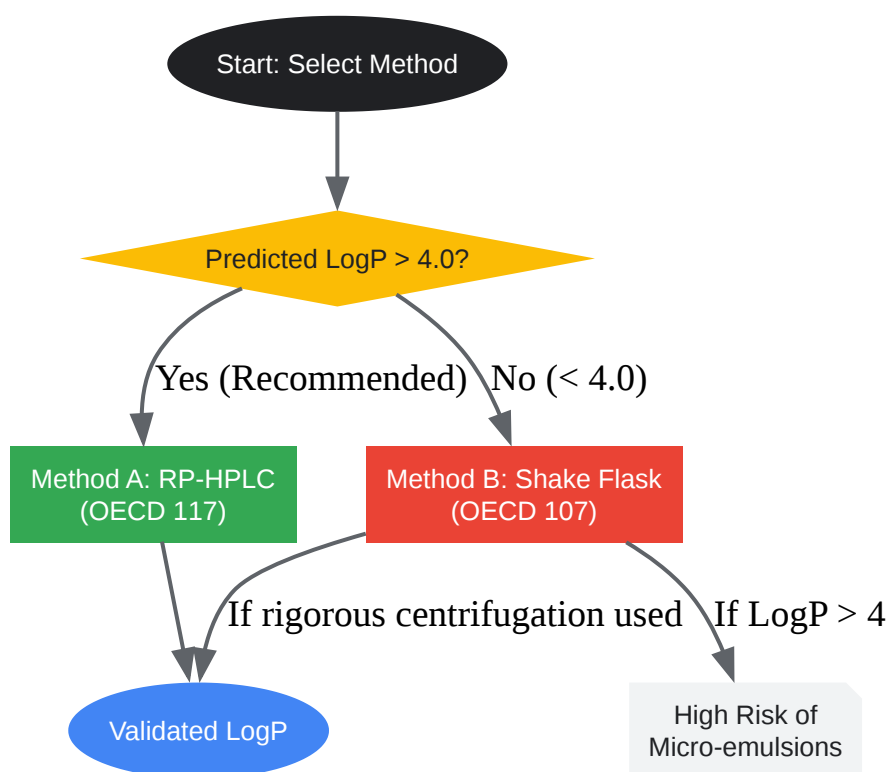 Start: Select Method
Predicted LogP > 4.0?
Yes (Recommended)
No (< 4.0)
Method A: RP-HPLC
(OECD 117)
Method B: Shake Flask
(OECD 107)
If rigorous centrifugation used
If LogP > 4
Validated LogP
High Risk of
Micro-emulsions